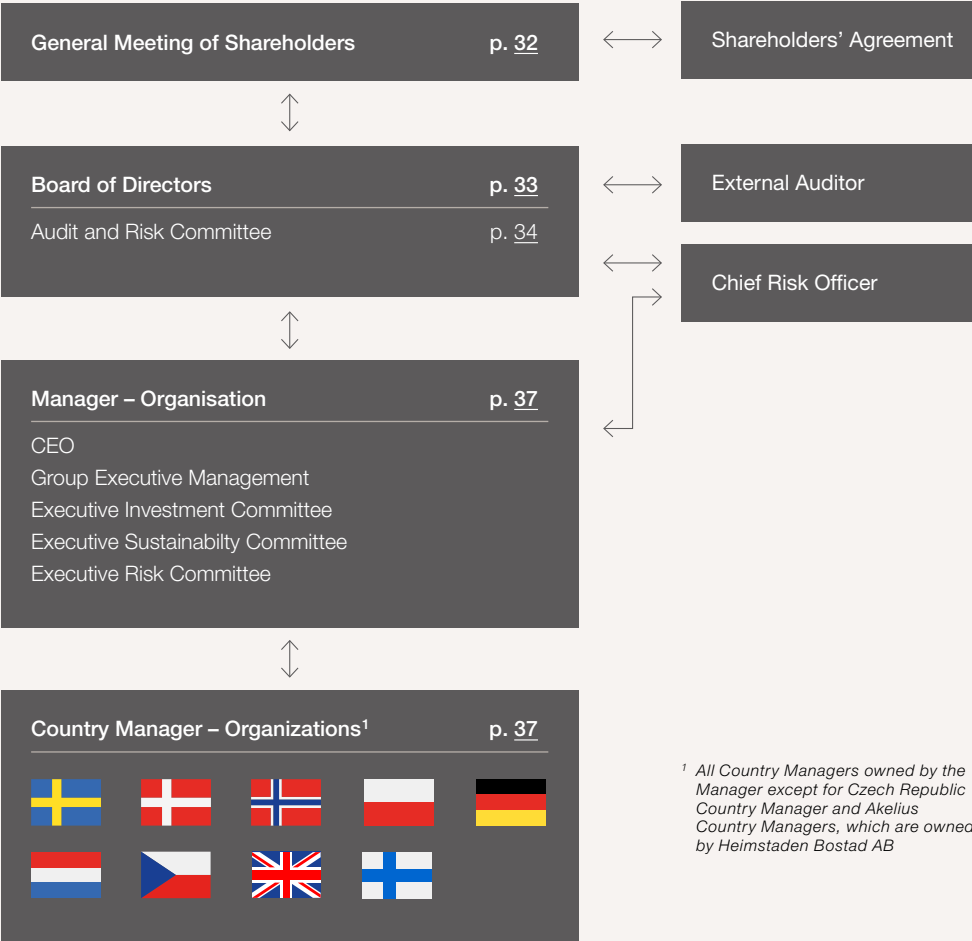 General Meeting of Shareholders p. 32
Shareholders’ Agreement
Board of Directors p. 33
Audit and Risk Committee p. 34
External Auditor
Chief Risk Officer
Manager – Organisation p. 37
CEO
Group Executive Management
Executive Investment Committee
Executive Sustainabilty Committee
Executive Risk Committee
Country Manager – Organizations¹ p. 37
¹ All Country Managers owned by the
Manager except for Czech Republic
Country Manager and Akelius
Country Managers, which are owned
by Heimstaden Bostad AB